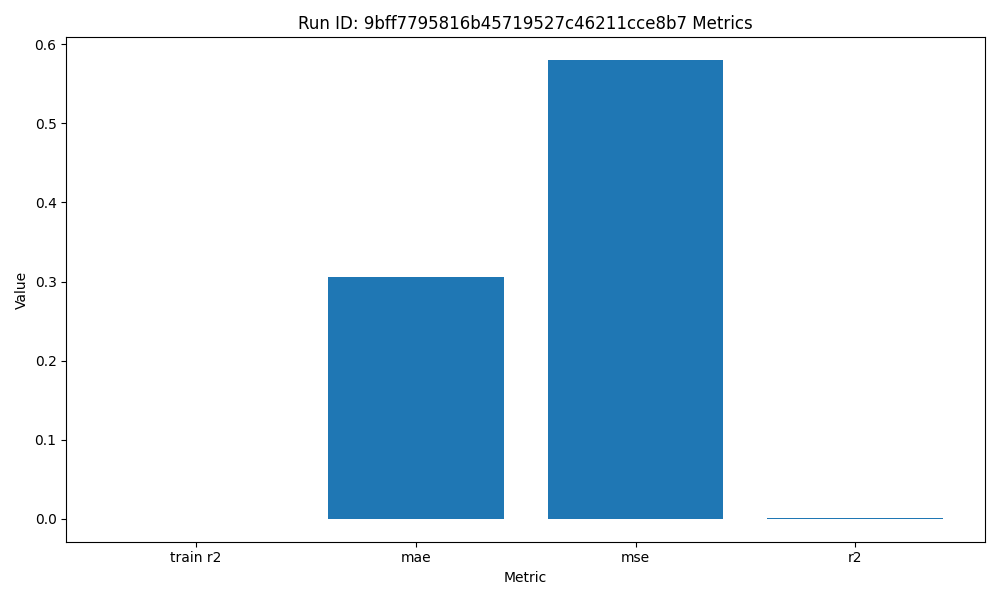 Run ID: 9bff7795816b45719527c46211cce8b7 Metrics
0.6
0.5
0.4
0.3
0.2
0.1
0.0
Value
train r2
mae
mse
r2
Metric